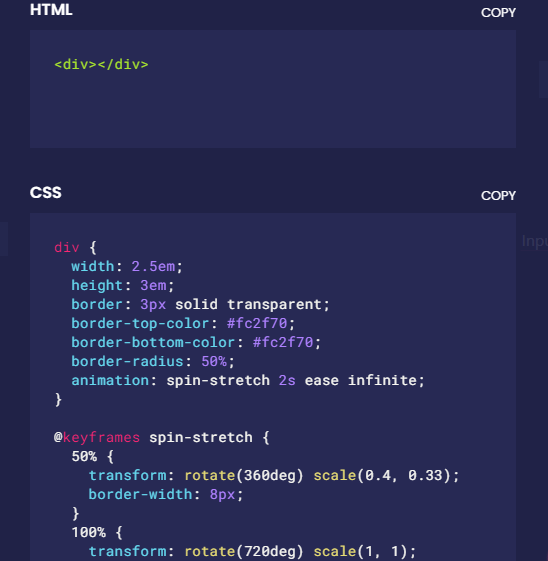 HTML
COPY
<div></div>
CSS
COPY
div {
  width: 2.5em;
  height: 3em;
  border: 3px solid transparent;
  border-top-color: #fc2f70;
  border-bottom-color: #fc2f70;
  border-radius: 50%;
  animation: spin-stretch 2s ease infinite;
}
@keyframes spin-stretch {
  50% {
    transform: rotate(360deg) scale(0.4, 0.33);
    border-width: 8px;
  }
  100% {
    transform: rotate(720deg) scale(1, 1);